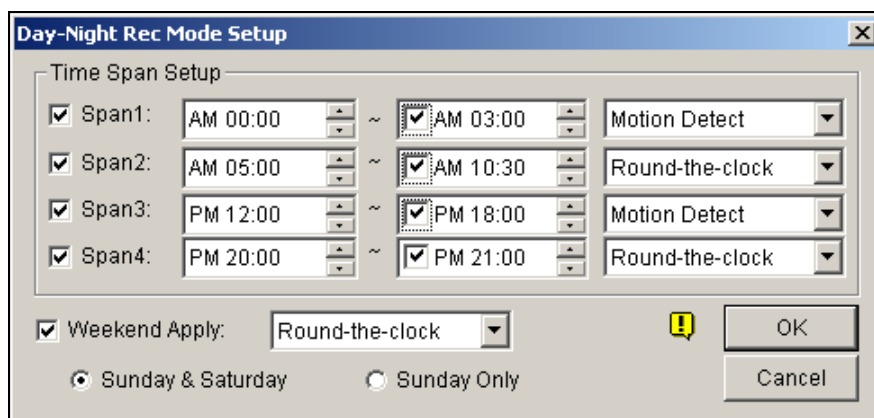 Day-Night Rec Mode Setup
Time Span Setup
Span1: AM 00:00 ~ AM 03:00 Motion Detect
Span2: AM 05:00 ~ AM 10:30 Round-the-clock
Span3: PM 12:00 ~ PM 18:00 Motion Detect
Span4: PM 20:00 ~ PM 21:00 Round-the-clock
Weekend Apply: Round-the-clock ! OK
Sunday & Saturday Sunday Only Cancel